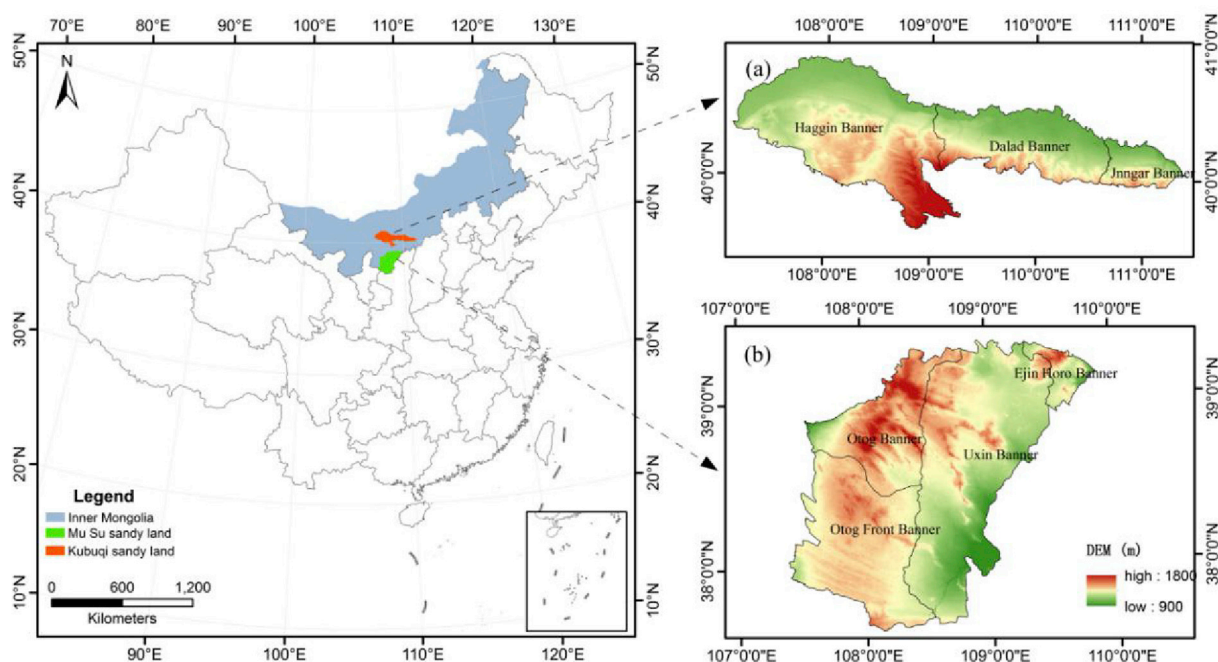 70°E 80°E 90°E 100°E 110°E 120°E 130°E
50°N
40°N
30°N
20°N
10°N
50°N
40°N
30°N
20°N
10°N
N
Legend
Inner Mongolia
Mu Su sandy land
Kubuqi sandy land
0 600 1,200
Kilometers
90°E 100°E 110°E 120°E
108°0'0"E 109°0'0"E 110°0'0"E 111°0'0"E
(a)
41°0'0"N
40°0'0"N
40°0'0"N
Haggin Banner
Dalad Banner
Jnngar Banner
108°0'0"E 109°0'0"E 110°0'0"E 111°0'0"E
107°0'0"E 108°0'0"E 109°0'0"E 110°0'0"E
(b)
39°0'0"N
38°0'0"N
39°0'0"N
38°0'0"N
Ejin Horo Banner
Otog Banner
Uxin Banner
Otog Front Banner
DEM (m)
high : 1800
low : 900
107°0'0"E 108°0'0"E 109°0'0"E 110°0'0"E